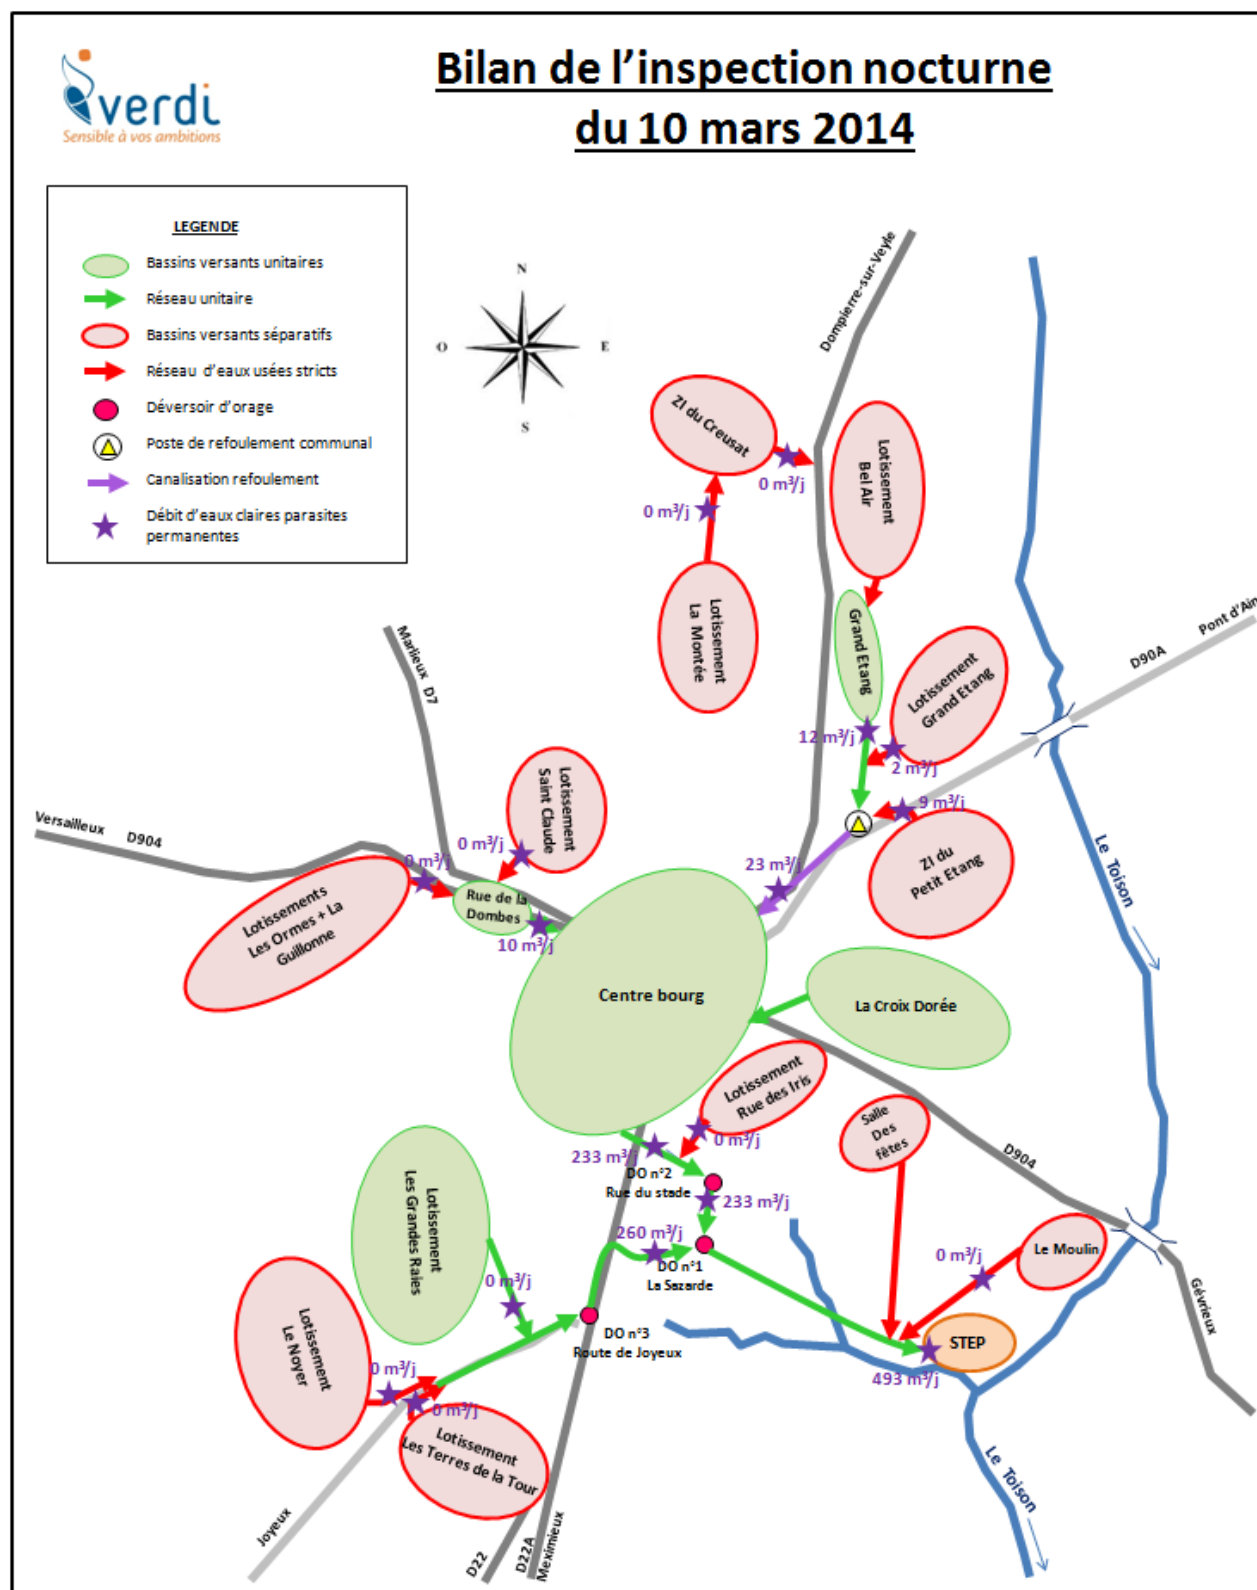 Bilan de l'inspection nocturne
du 10 mars 2014
verdi
Sensible à vos ambitions
LEGENDE
Bassins versants unitaires
Réseau unitaire
Bassins versants séparatifs
Réseau d'eaux usées stricts
Déversoir d'orage
Poste de refoulement communal
Canalisation refoulement
Débit d'eaux claires parasites
permanentes
N
O
E
S
Dompierre-sur-Veyle
ZI du Creusat
0 m³/j
0 m³/j
Lotissement
Bel Air
Lotissement
La Montée
Grand Etang
Lotissement
Grand Etang
D90A
Pont d'Ain
12 m³/j
2 m³/j
9 m³/j
ZI du
Petit Etang
23 m³/j
Le Toison
Marlieux D7
Versailleux D904
Lotissement
Saint Claude
0 m³/j
0 m³/j
Lotissements
Les Ormes + La
Guillonne
Rue de la
Dombes
10 m³/j
Centre bourg
La Croix Dorée
Lotissement
Rue des Iris
0 m³/j
Salle
Des
fêtes
D904
233 m³/j
DO n°2
Rue du stade
233 m³/j
260 m³/j
DO n°1
La Sazarde
Lotissement
Les Grandes Raies
0 m³/j
0 m³/j
Le Moulin
Gévrieux
STEP
493 m³/j
DO n°3
Route de Joyeux
Lotissement
Le Noyer
0 m³/j
0 m³/j
Lotissement
Les Terres de la Tour
Joyeux
D22
D22A
Meximieux
Le Toison